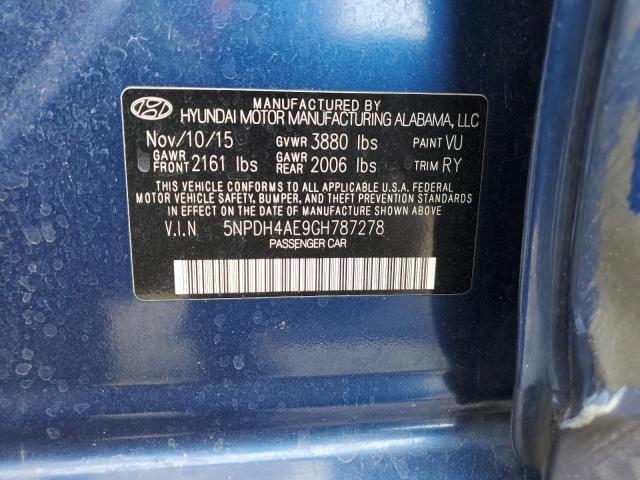 MANUFACTURED BY
HYUNDAI MOTOR MANUFACTURING ALABAMA, LLC
Nov/10/15 GVWR 3880 lbs PAINT VU
GAWR FRONT 2161 lbs GAWR REAR 2006 lbs TRIM RY
THIS VEHICLE CONFORMS TO ALL APPLICABLE U.S.A. FEDERAL
MOTOR VEHICLE SAFETY, BUMPER, AND THEFT PREVENTION
STANDARDS IN EFFECT ON THE DATE OF MANUFACTURE SHOWN ABOVE.
V.I.N 5NPDH4AE9GH787278
PASSENGER CAR